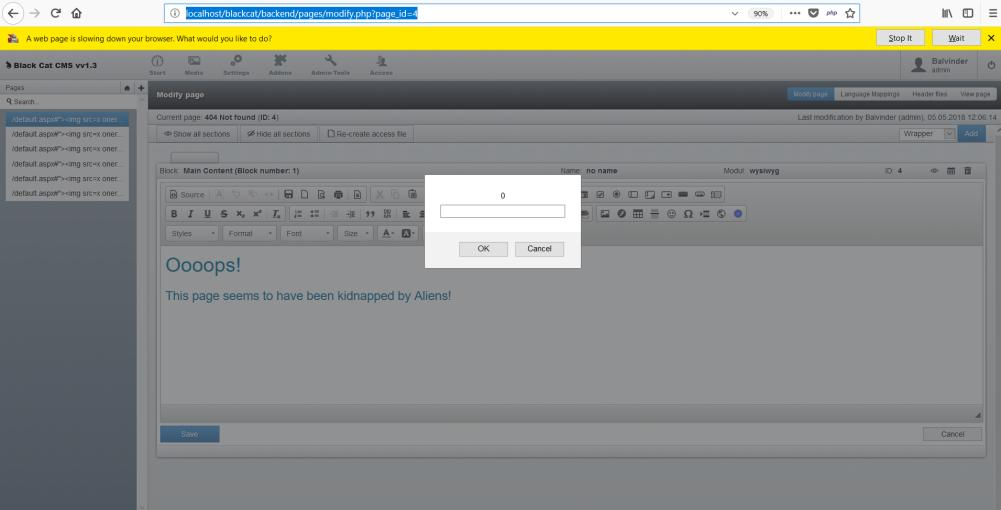 localhost/blackcat/backend/pages/modify.php?page_id=4
90%
php
A web page is slowing down your browser. What would you like to do?
Stop It
Wait
Black Cat CMS vv1.3
Start
Media
Settings
Addons
Admin-Tools
Access
Balvinder
admin
Pages
Modify page
Modify page
Language Mappings
Header files
View page
Search...
/default.aspx#"><img src=x oner...
/default.aspx#"><img src=x oner...
/default.aspx#"><img src=x oner...
/default.aspx#"><img src=x oner...
/default.aspx#"><img src=x oner...
/default.aspx#"><img src=x oner...
Current page: 404 Not found (ID: 4)
Last modification by Balvinder (admin), 05.05.2018 12:06:14
Show all sections
Hide all sections
Re-create access file
Wrapper
Add
Block: Main Content (Block number: 1)
Name: no name
Modul: wysiwyg
ID: 4
Source
Styles
Format
Font
Size
0
OK
Cancel
Oooops!
This page seems to have been kidnapped by Aliens!
Save
Cancel